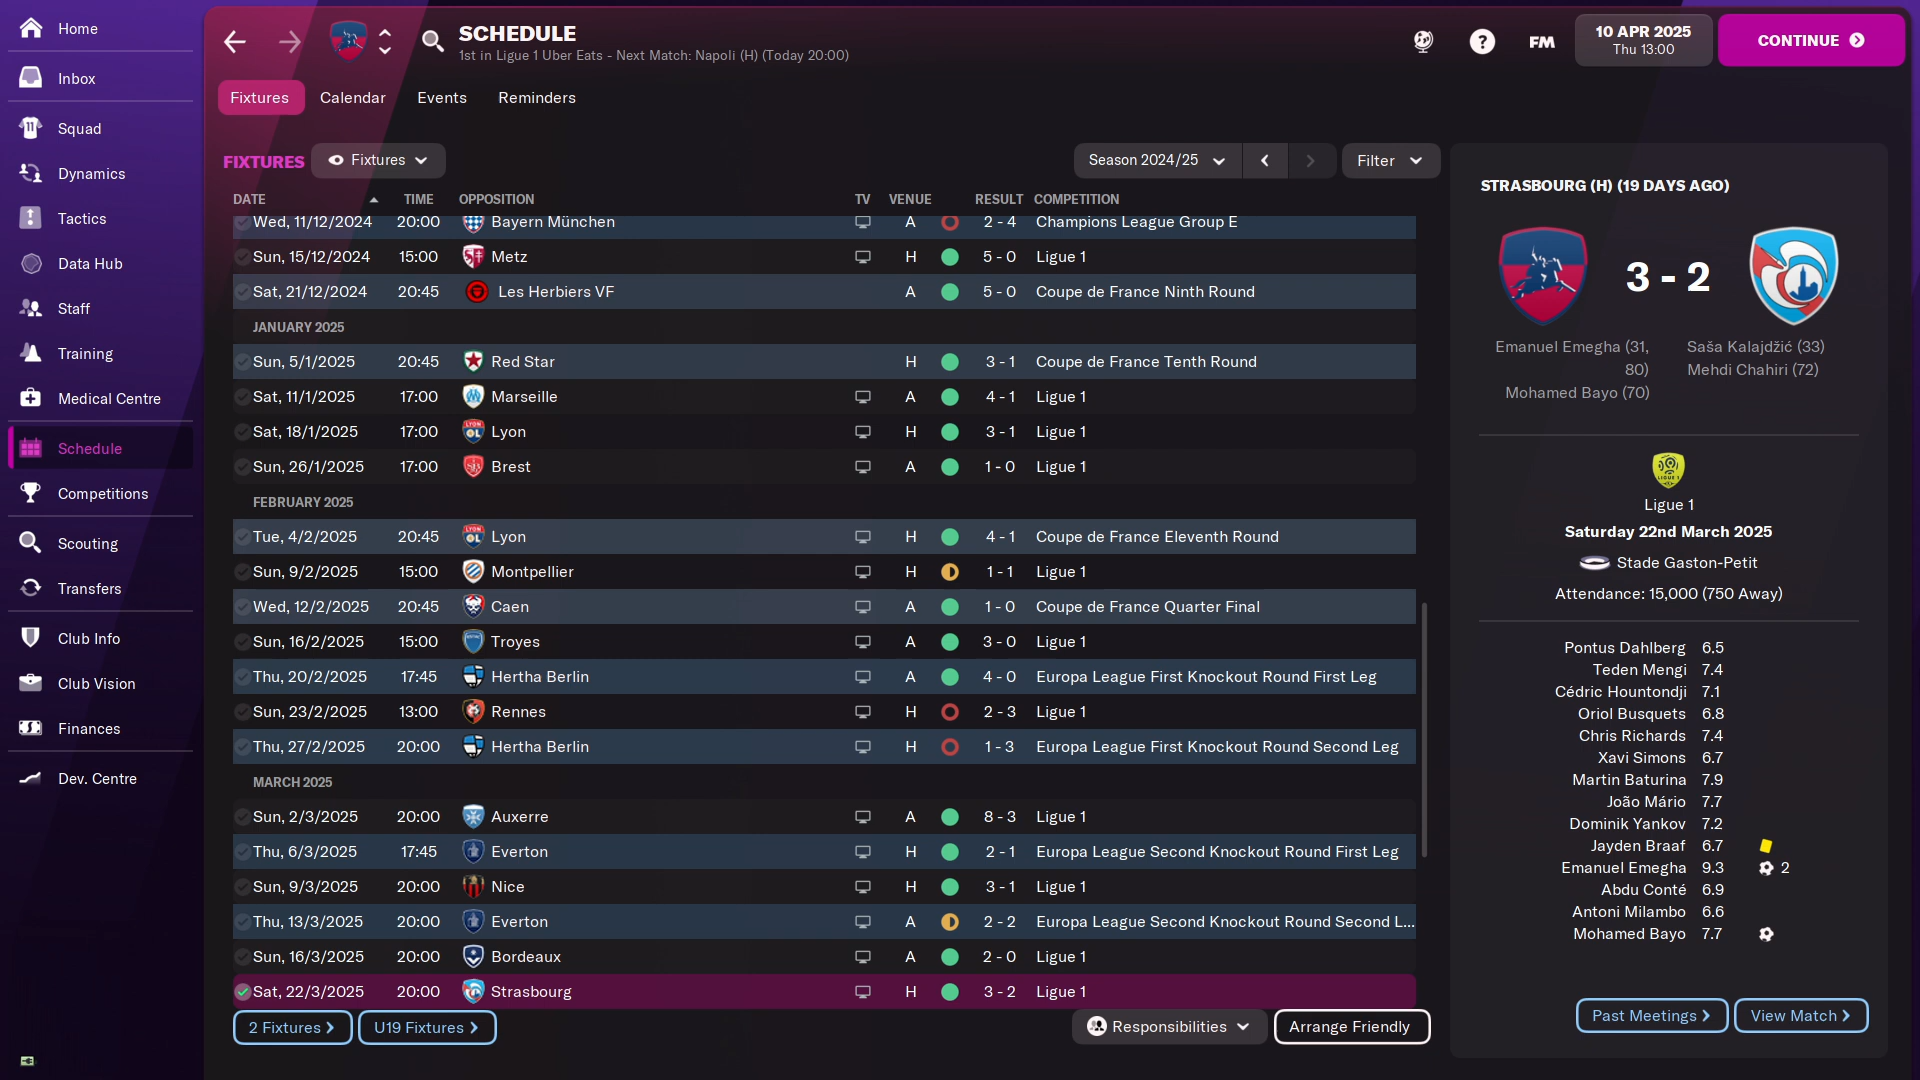 Home
Inbox
Squad
Dynamics
Tactics
Data Hub
Staff
Training
Medical Centre
Schedule
Competitions
Scouting
Transfers
Club Info
Club Vision
Finances
Dev. Centre
SCHEDULE
1st in Ligue 1 Uber Eats - Next Match: Napoli (H) (Today 20:00)
?
FM
10 APR 2025
Thu 13:00
CONTINUE
Fixtures Calendar Events Reminders
FIXTURES Fixtures Season 2024/25 Filter
DATE TIME OPPOSITION TV VENUE RESULT COMPETITION
Wed, 11/12/2024 20:00 Bayern München A 2 - 4 Champions League Group E
Sun, 15/12/2024 15:00 Metz H 5 - 0 Ligue 1
Sat, 21/12/2024 20:45 Les Herbiers VF A 5 - 0 Coupe de France Ninth Round
JANUARY 2025
Sun, 5/1/2025 20:45 Red Star H 3 - 1 Coupe de France Tenth Round
Sat, 11/1/2025 17:00 Marseille A 4 - 1 Ligue 1
Sat, 18/1/2025 17:00 Lyon H 3 - 1 Ligue 1
Sun, 26/1/2025 17:00 Brest A 1 - 0 Ligue 1
FEBRUARY 2025
Tue, 4/2/2025 20:45 Lyon H 4 - 1 Coupe de France Eleventh Round
Sun, 9/2/2025 15:00 Montpellier H 1 - 1 Ligue 1
Wed, 12/2/2025 20:45 Caen A 1 - 0 Coupe de France Quarter Final
Sun, 16/2/2025 15:00 Troyes A 3 - 0 Ligue 1
Thu, 20/2/2025 17:45 Hertha Berlin A 4 - 0 Europa League First Knockout Round First Leg
Sun, 23/2/2025 13:00 Rennes H 2 - 3 Ligue 1
Thu, 27/2/2025 20:00 Hertha Berlin H 1 - 3 Europa League First Knockout Round Second Leg
MARCH 2025
Sun, 2/3/2025 20:00 Auxerre A 8 - 3 Ligue 1
Thu, 6/3/2025 17:45 Everton H 2 - 1 Europa League Second Knockout Round First Leg
Sun, 9/3/2025 20:00 Nice H 3 - 1 Ligue 1
Thu, 13/3/2025 20:00 Everton A 2 - 2 Europa League Second Knockout Round Second L...
Sun, 16/3/2025 20:00 Bordeaux A 2 - 0 Ligue 1
Sat, 22/3/2025 20:00 Strasbourg H 3 - 2 Ligue 1
2 Fixtures U19 Fixtures Responsibilities Arrange Friendly
STRASBOURG (H) (19 DAYS AGO)
3 - 2
Emanuel Emegha (31, 80)
Mohamed Bayo (70)
Saša Kalajdžić (33)
Mehdi Chahiri (72)
LIGUE 1
Ligue 1
Saturday 22nd March 2025
Stade Gaston-Petit
Attendance: 15,000 (750 Away)
Pontus Dahlberg 6.5
Teden Mengi 7.4
Cédric Hountondji 7.1
Oriol Busquets 6.8
Chris Richards 7.4
Xavi Simons 6.7
Martin Baturina 7.9
João Mário 7.7
Dominik Yankov 7.2
Jayden Braaf 6.7
Emanuel Emegha 9.3 2
Abdu Conté 6.9
Antoni Milambo 6.6
Mohamed Bayo 7.7
Past Meetings View Match